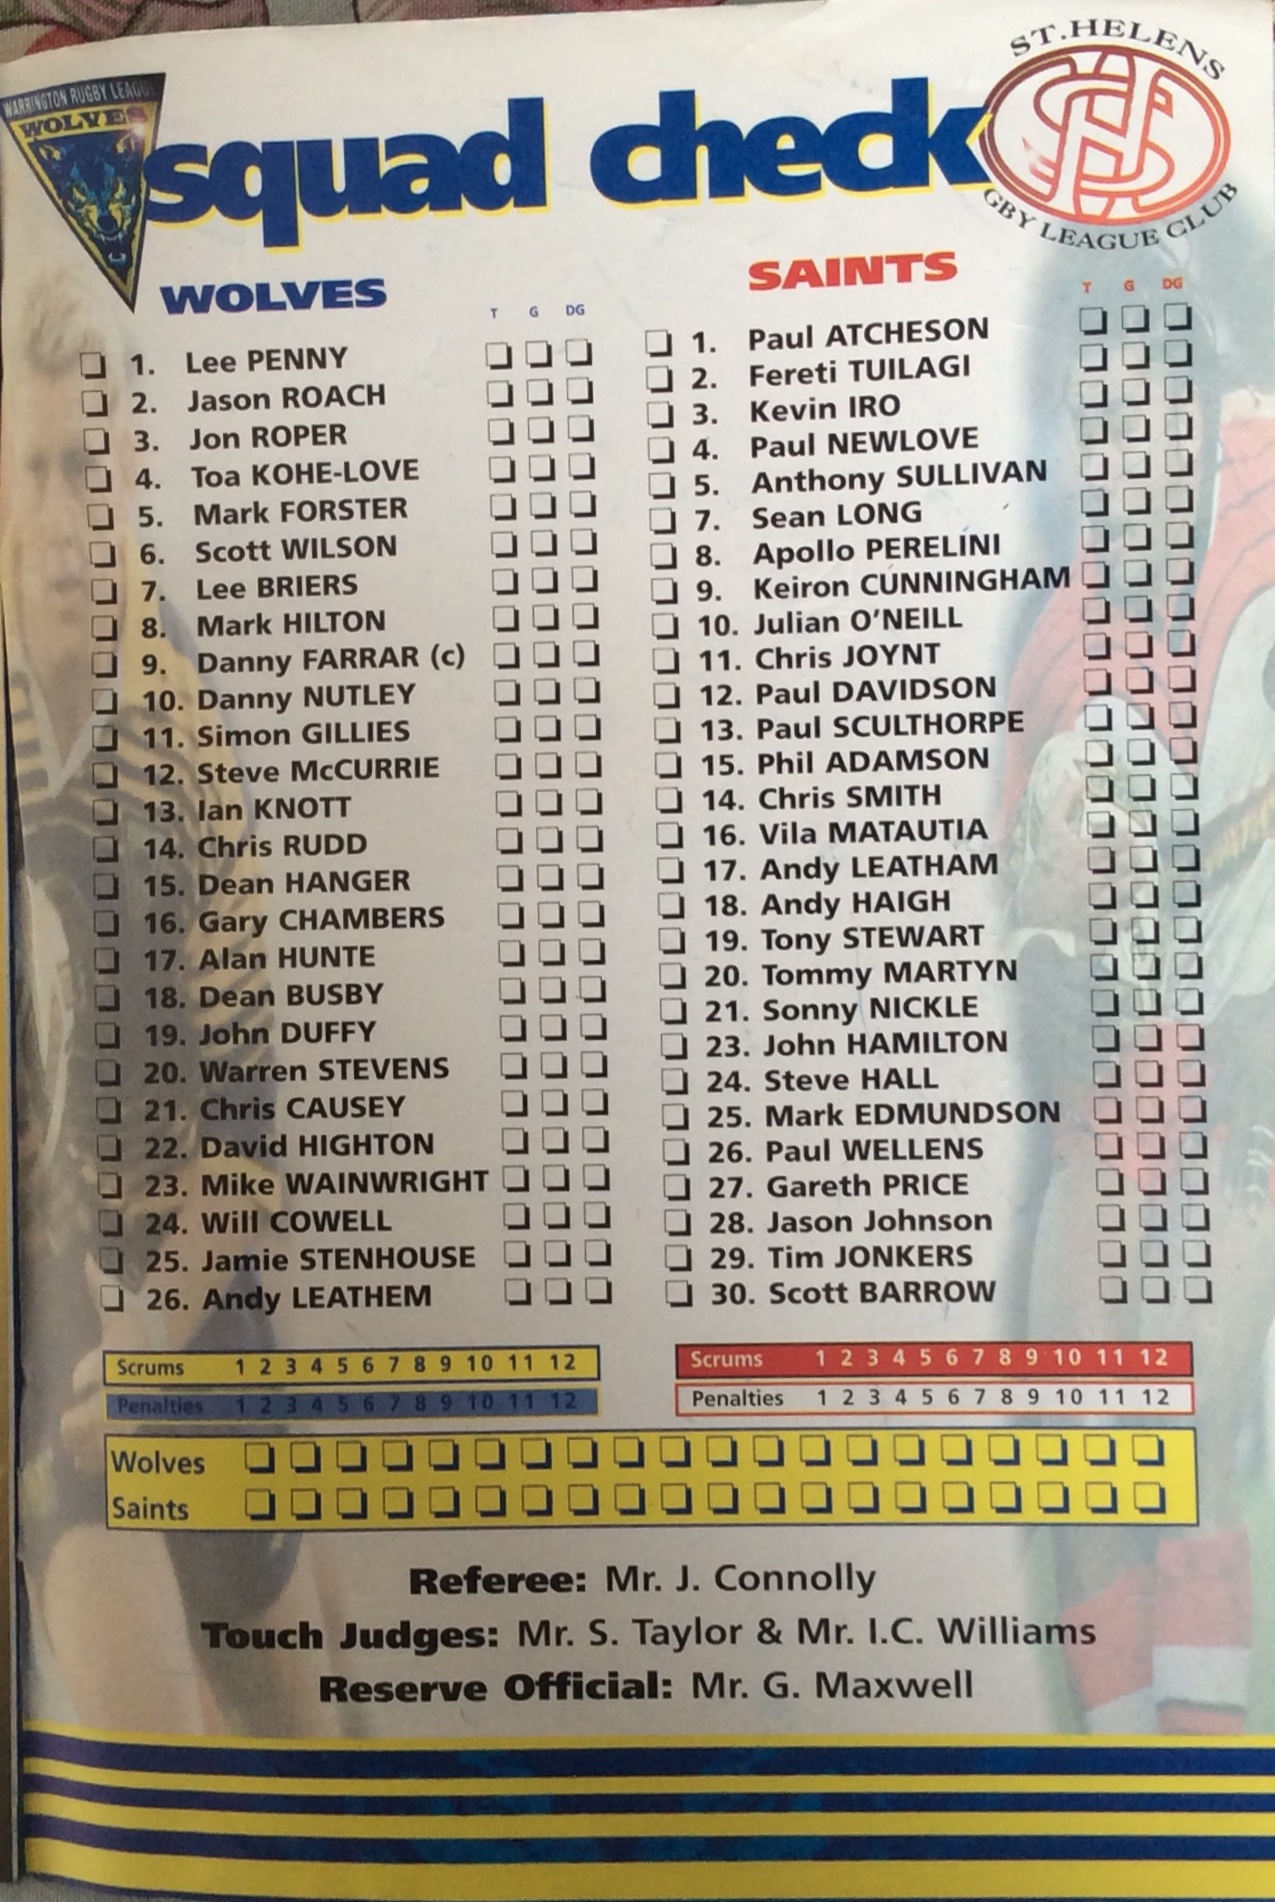 WARRINGTON RUGBY LEAGUE
WOLVES
squad check
ST.HELENS
GBY LEAGUE CLUB
WOLVES
T G DG
1. Lee PENNY
2. Jason ROACH
3. Jon ROPER
4. Toa KOHE-LOVE
5. Mark FORSTER
6. Scott WILSON
7. Lee BRIERS
8. Mark HILTON
9. Danny FARRAR (c)
10. Danny NUTLEY
11. Simon GILLIES
12. Steve McCURRIE
13. Ian KNOTT
14. Chris RUDD
15. Dean HANGER
16. Gary CHAMBERS
17. Alan HUNTE
18. Dean BUSBY
19. John DUFFY
20. Warren STEVENS
21. Chris CAUSEY
22. David HIGHTON
23. Mike WAINWRIGHT
24. Will COWELL
25. Jamie STENHOUSE
26. Andy LEATHEM
SAINTS
T G DG
1. Paul ATCHESON
2. Fereti TUILAGI
3. Kevin IRO
4. Paul NEWLOVE
5. Anthony SULLIVAN
7. Sean LONG
8. Apollo PERELINI
9. Keiron CUNNINGHAM
10. Julian O'NEILL
11. Chris JOYNT
12. Paul DAVIDSON
13. Paul SCULTHORPE
15. Phil ADAMSON
14. Chris SMITH
16. Vila MATAUTIA
17. Andy LEATHAM
18. Andy HAIGH
19. Tony STEWART
20. Tommy MARTYN
21. Sonny NICKLE
23. John HAMILTON
24. Steve HALL
25. Mark EDMUNDSON
26. Paul WELLENS
27. Gareth PRICE
28. Jason Johnson
29. Tim JONKERS
30. Scott BARROW
Scrums 1 2 3 4 5 6 7 8 9 10 11 12
Penalties 1 2 3 4 5 6 7 8 9 10 11 12
Scrums 1 2 3 4 5 6 7 8 9 10 11 12
Penalties 1 2 3 4 5 6 7 8 9 10 11 12
Wolves
Saints
Referee: Mr. J. Connolly
Touch Judges: Mr. S. Taylor & Mr. I.C. Williams
Reserve Official: Mr. G. Maxwell